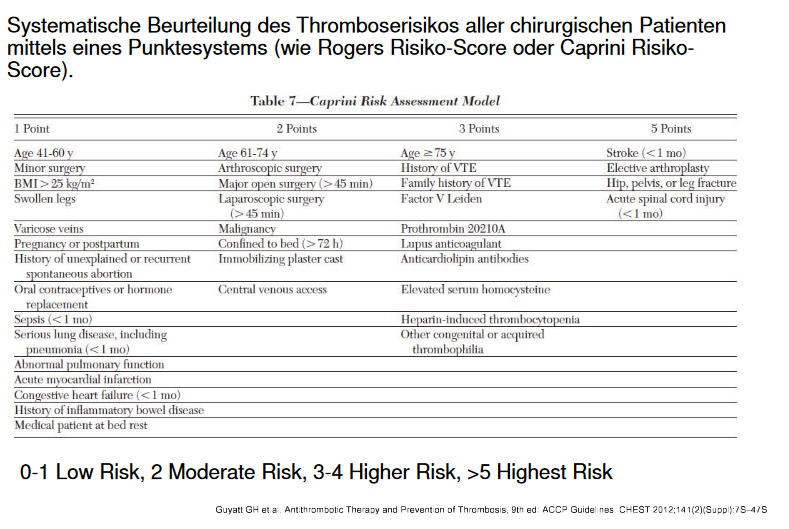 Systematische Beurteilung des Thromboserisikos aller chirurgischen Patienten
mittels eines Punktesystems (wie Rogers Risiko-Score oder Caprini Risiko-
Score).
Table 7—Caprini Risk Assessment Model
1 Point 2 Points 3 Points 5 Points
Age 41-60 y Age 61-74 y Age ≥ 75 y Stroke (< 1 mo)
Minor surgery Arthroscopic surgery History of VTE Elective arthroplasty
BMI > 25 kg/m² Major open surgery (> 45 min) Family history of VTE Hip, pelvis, or leg fracture
Swollen legs Laparoscopic surgery Factor V Leiden Acute spinal cord injury
(> 45 min) (< 1 mo)
Varicose veins Malignancy Prothrombin 20210A
Pregnancy or postpartum Confined to bed (> 72 h) Lupus anticoagulant
History of unexplained or recurrent Immobilizing plaster cast Anticardiolipin antibodies
spontaneous abortion
Oral contraceptives or hormone Central venous access Elevated serum homocysteine
replacement
Sepsis (< 1 mo) Heparin-induced thrombocytopenia
Serious lung disease, including Other congenital or acquired
pneumonia (< 1 mo) thrombophilia
Abnormal pulmonary function
Acute myocardial infarction
Congestive heart failure (< 1 mo)
History of inflammatory bowel disease
Medical patient at bed rest
0-1 Low Risk, 2 Moderate Risk, 3-4 Higher Risk, >5 Highest Risk
Guyatt GH et al. Antithrombotic Therapy and Prevention of Thrombosis, 9th ed: ACCP Guidelines. CHEST 2012;141(2)(Suppl):7S–47S